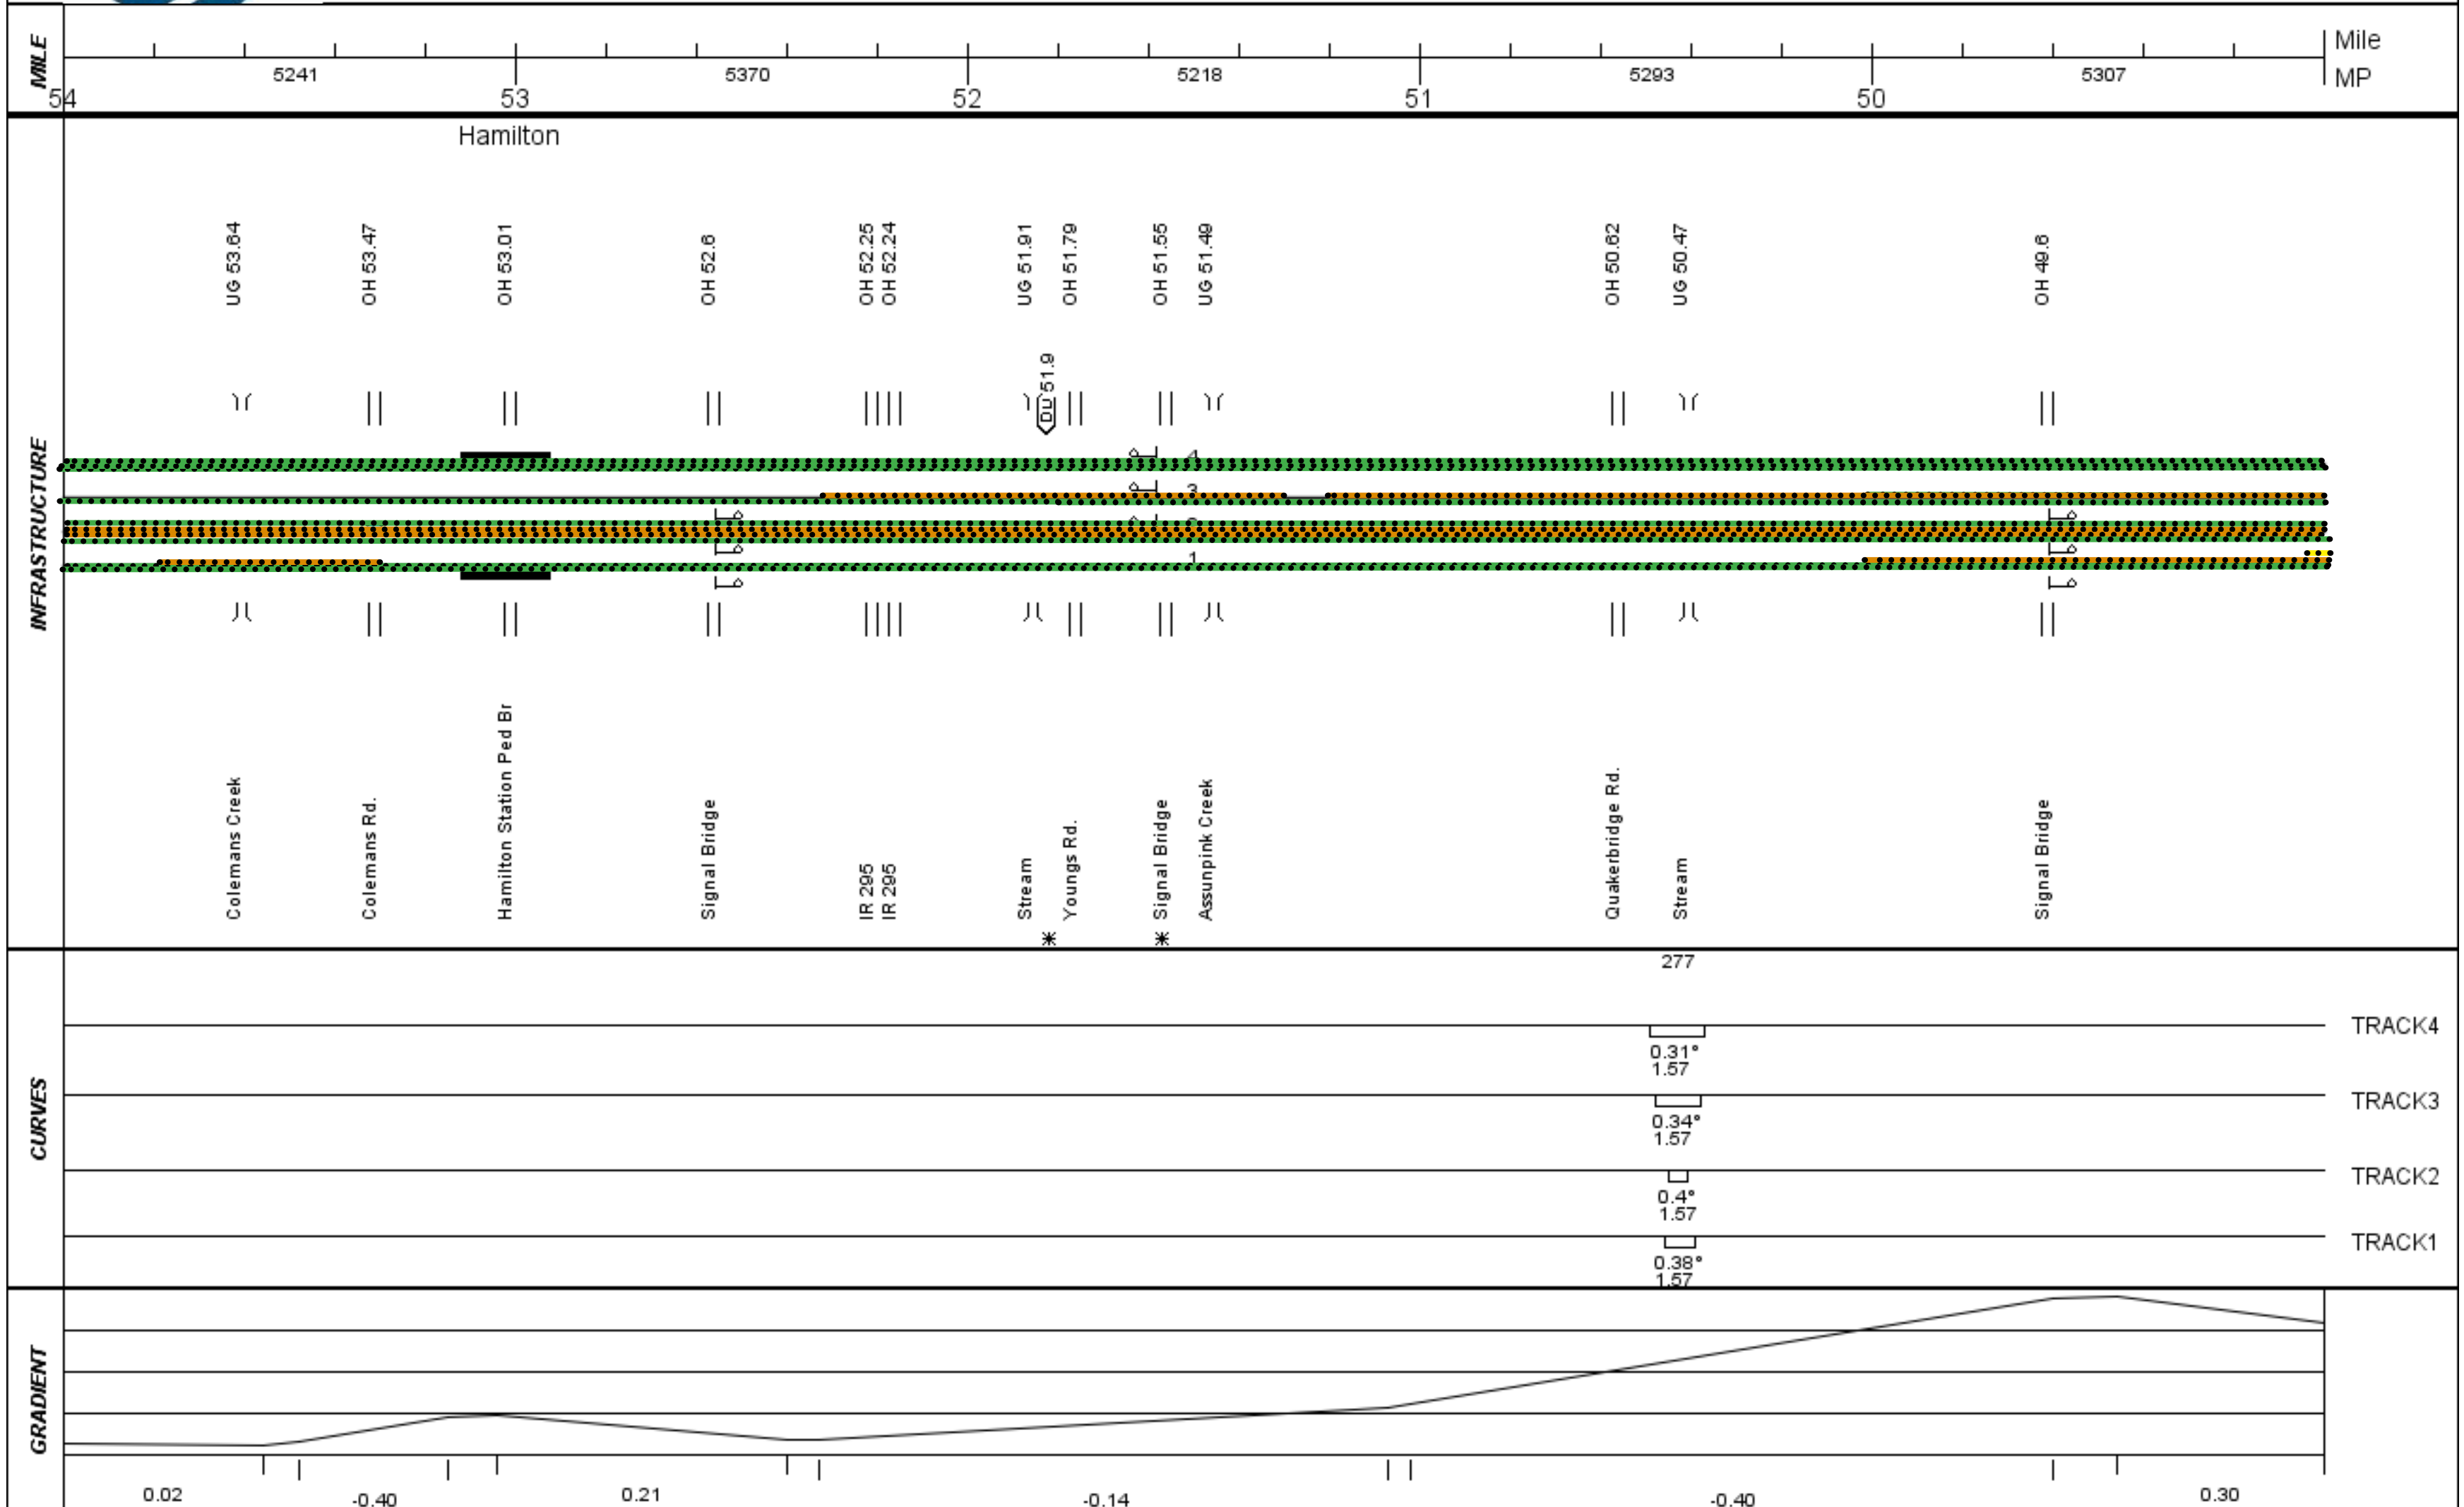 MILE
5241
5370
5218
5293
5307
Mile
MP
54
53
52
51
50
Hamilton
INFRASTRUCTURE
UG 53.64
OH 53.47
OH 53.01
OH 52.6
OH 52.25
OH 52.24
UG 51.91
OH 51.79
OH 51.55
UG 51.49
OH 50.62
UG 50.47
OH 49.6
DU 51.9
4
3
1
Colemans Creek
Colemans Rd.
Hamilton Station Ped Br
Signal Bridge
IR 295
IR 295
Stream
Youngs Rd.
Signal Bridge
Assunpink Creek
Quakerbridge Rd.
Stream
Signal Bridge
*
*
CURVES
277
TRACK4
0.31°
1.57
TRACK3
0.34°
1.57
TRACK2
0.4°
1.57
TRACK1
0.38°
1.57
GRADIENT
0.02
-0.40
0.21
-0.14
-0.40
0.30